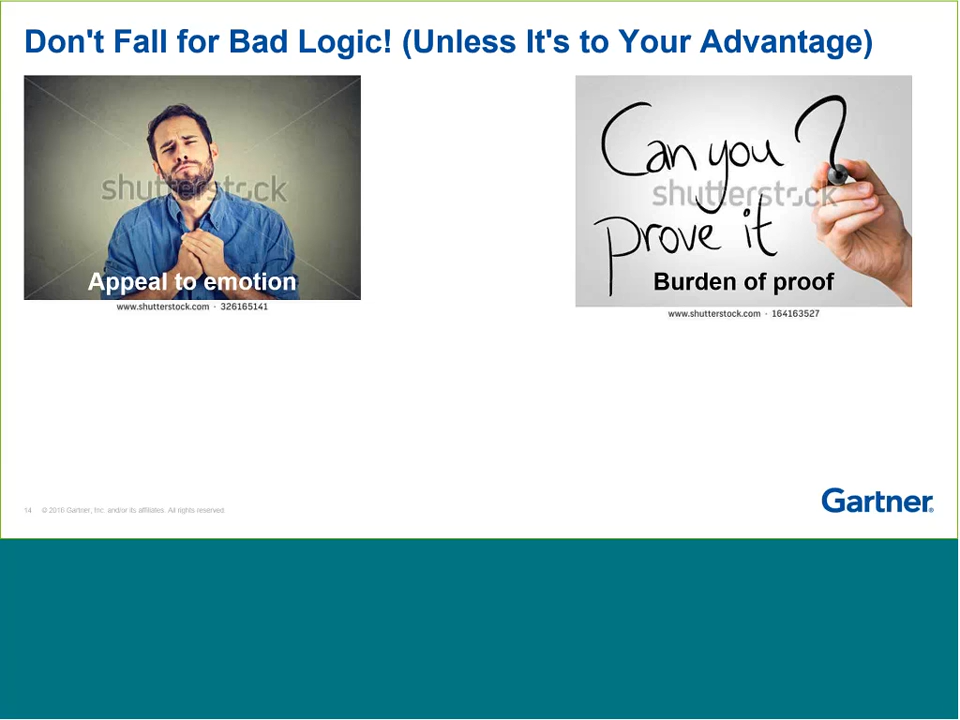 Don't Fall for Bad Logic! (Unless It's to Your Advantage)
shutterstock
Appeal to emotion
www.shutterstock.com · 326165141
Can you ?
shutterstock
prove it
Burden of proof
www.shutterstock.com · 164163527
14 © 2016 Gartner, Inc. and/or its affiliates. All rights reserved.
Gartner®